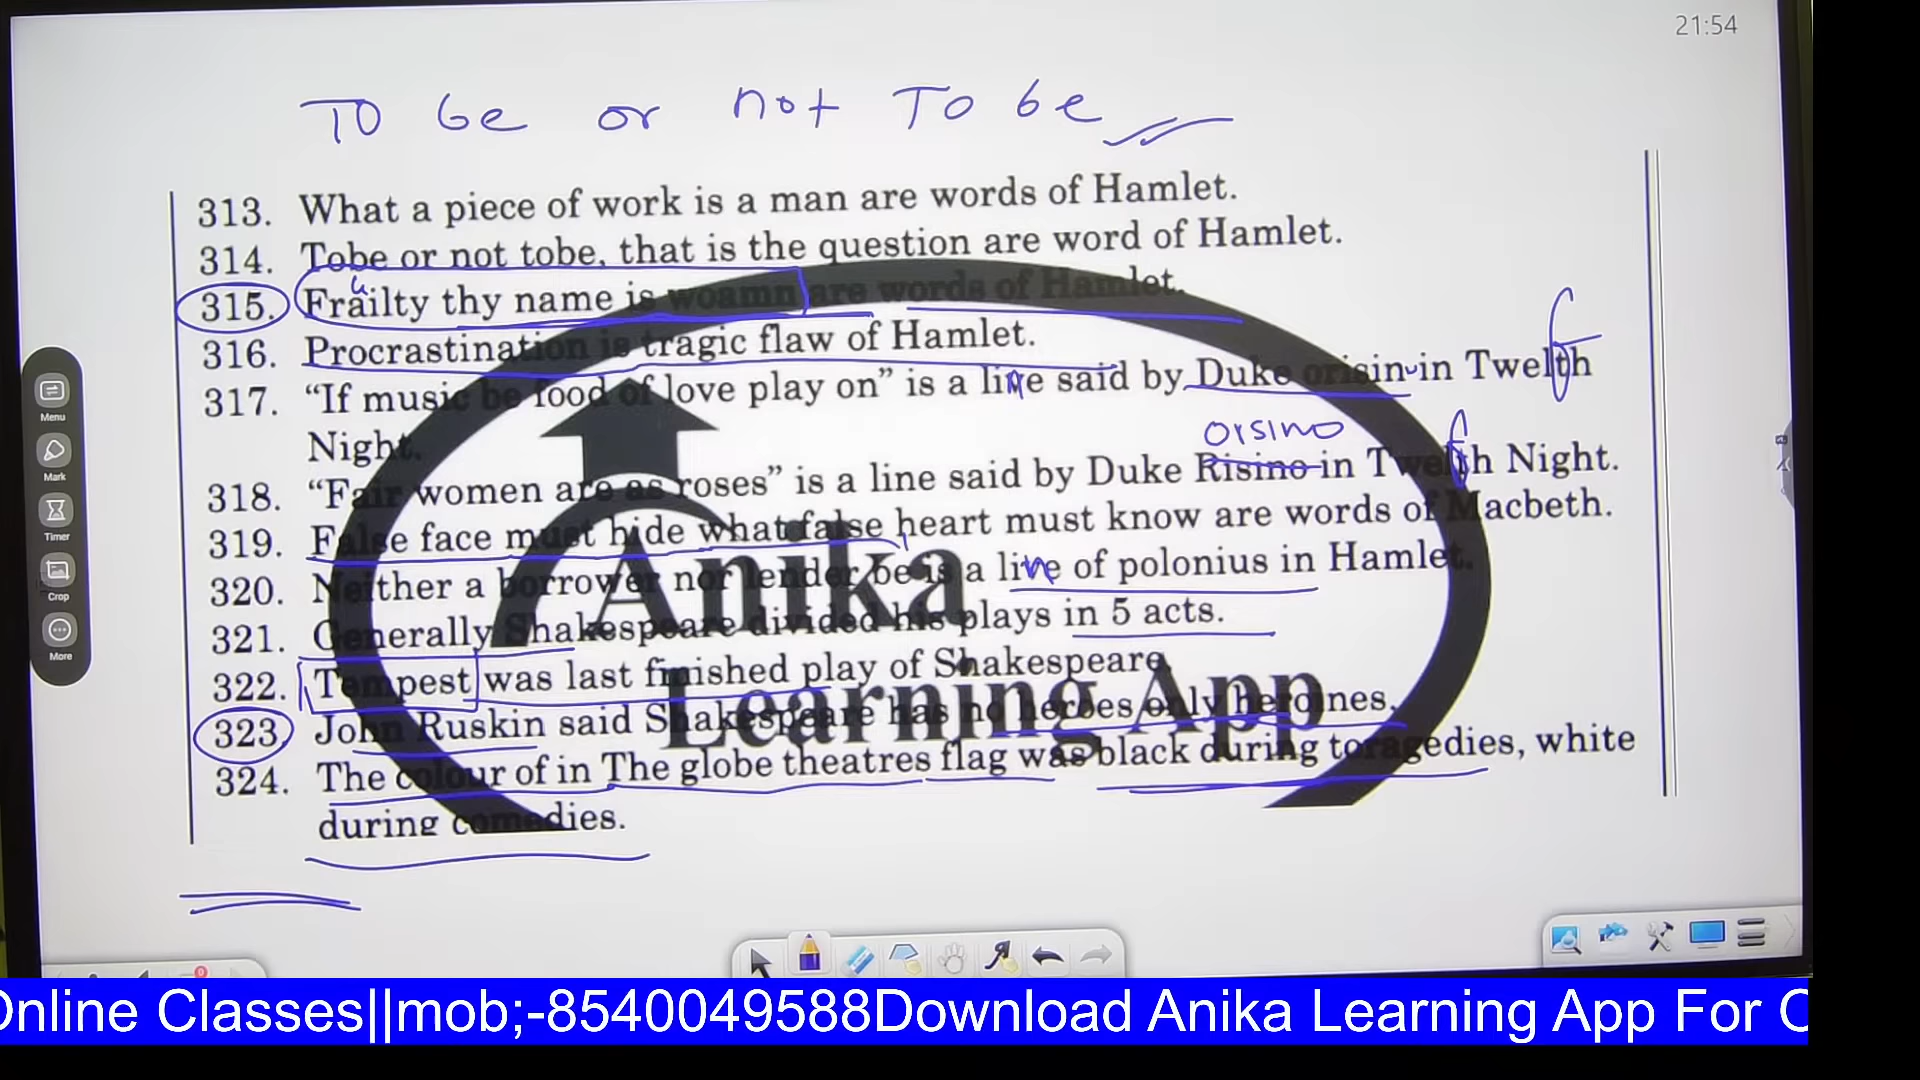 21:54
To be or not To be
313. What a piece of work is a man are words of Hamlet.
314. Tobe or not tobe, that is the question are word of Hamlet.
315. Frailty thy name is woamn are words of Hamlet.
316. Procrastination is tragic flaw of Hamlet.
317. “If music be food of love play on” is a line said by Duke orisin in Twelth
Night.
orsino
318. “Fair women are as roses” is a line said by Duke Risino in Twelth Night.
319. False face must hide what false heart must know are words of Macbeth.
320. Neither a borrower nor lender be is a line of polonius in Hamlet.
321. Generally Shakespeare divided his plays in 5 acts.
322. Tempest was last finished play of Shakespeare.
323. John Ruskin said Shakespeare has no heroes only heroines.
324. The colour of in The globe theatres flag was black during toragedies, white
during comedies.
Anika
Learning App
Menu
Mark
Timer
Crop
More
Online Classes||mob;-8540049588Download Anika Learning App For